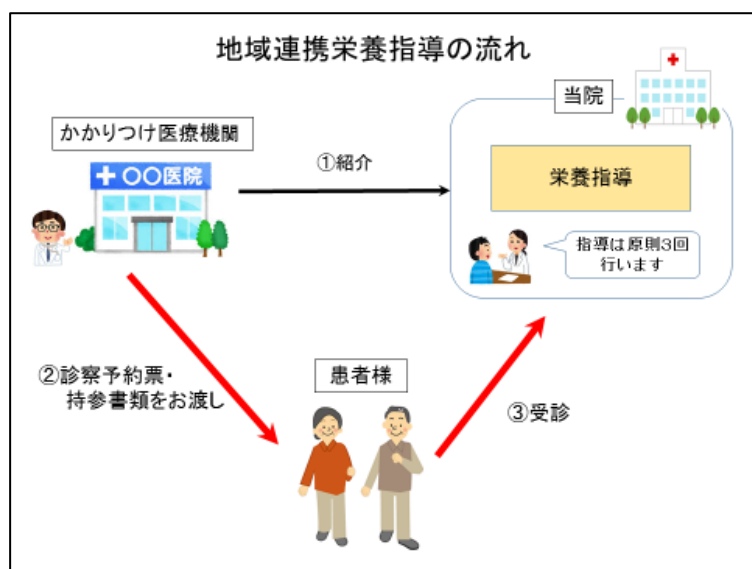 地域連携栄養指導の流れ
かかりつけ医療機関
〇〇医院
①紹介
当院
栄養指導
指導は原則3回
行います
②診察予約票・
持参書類をお渡し
患者様
③受診